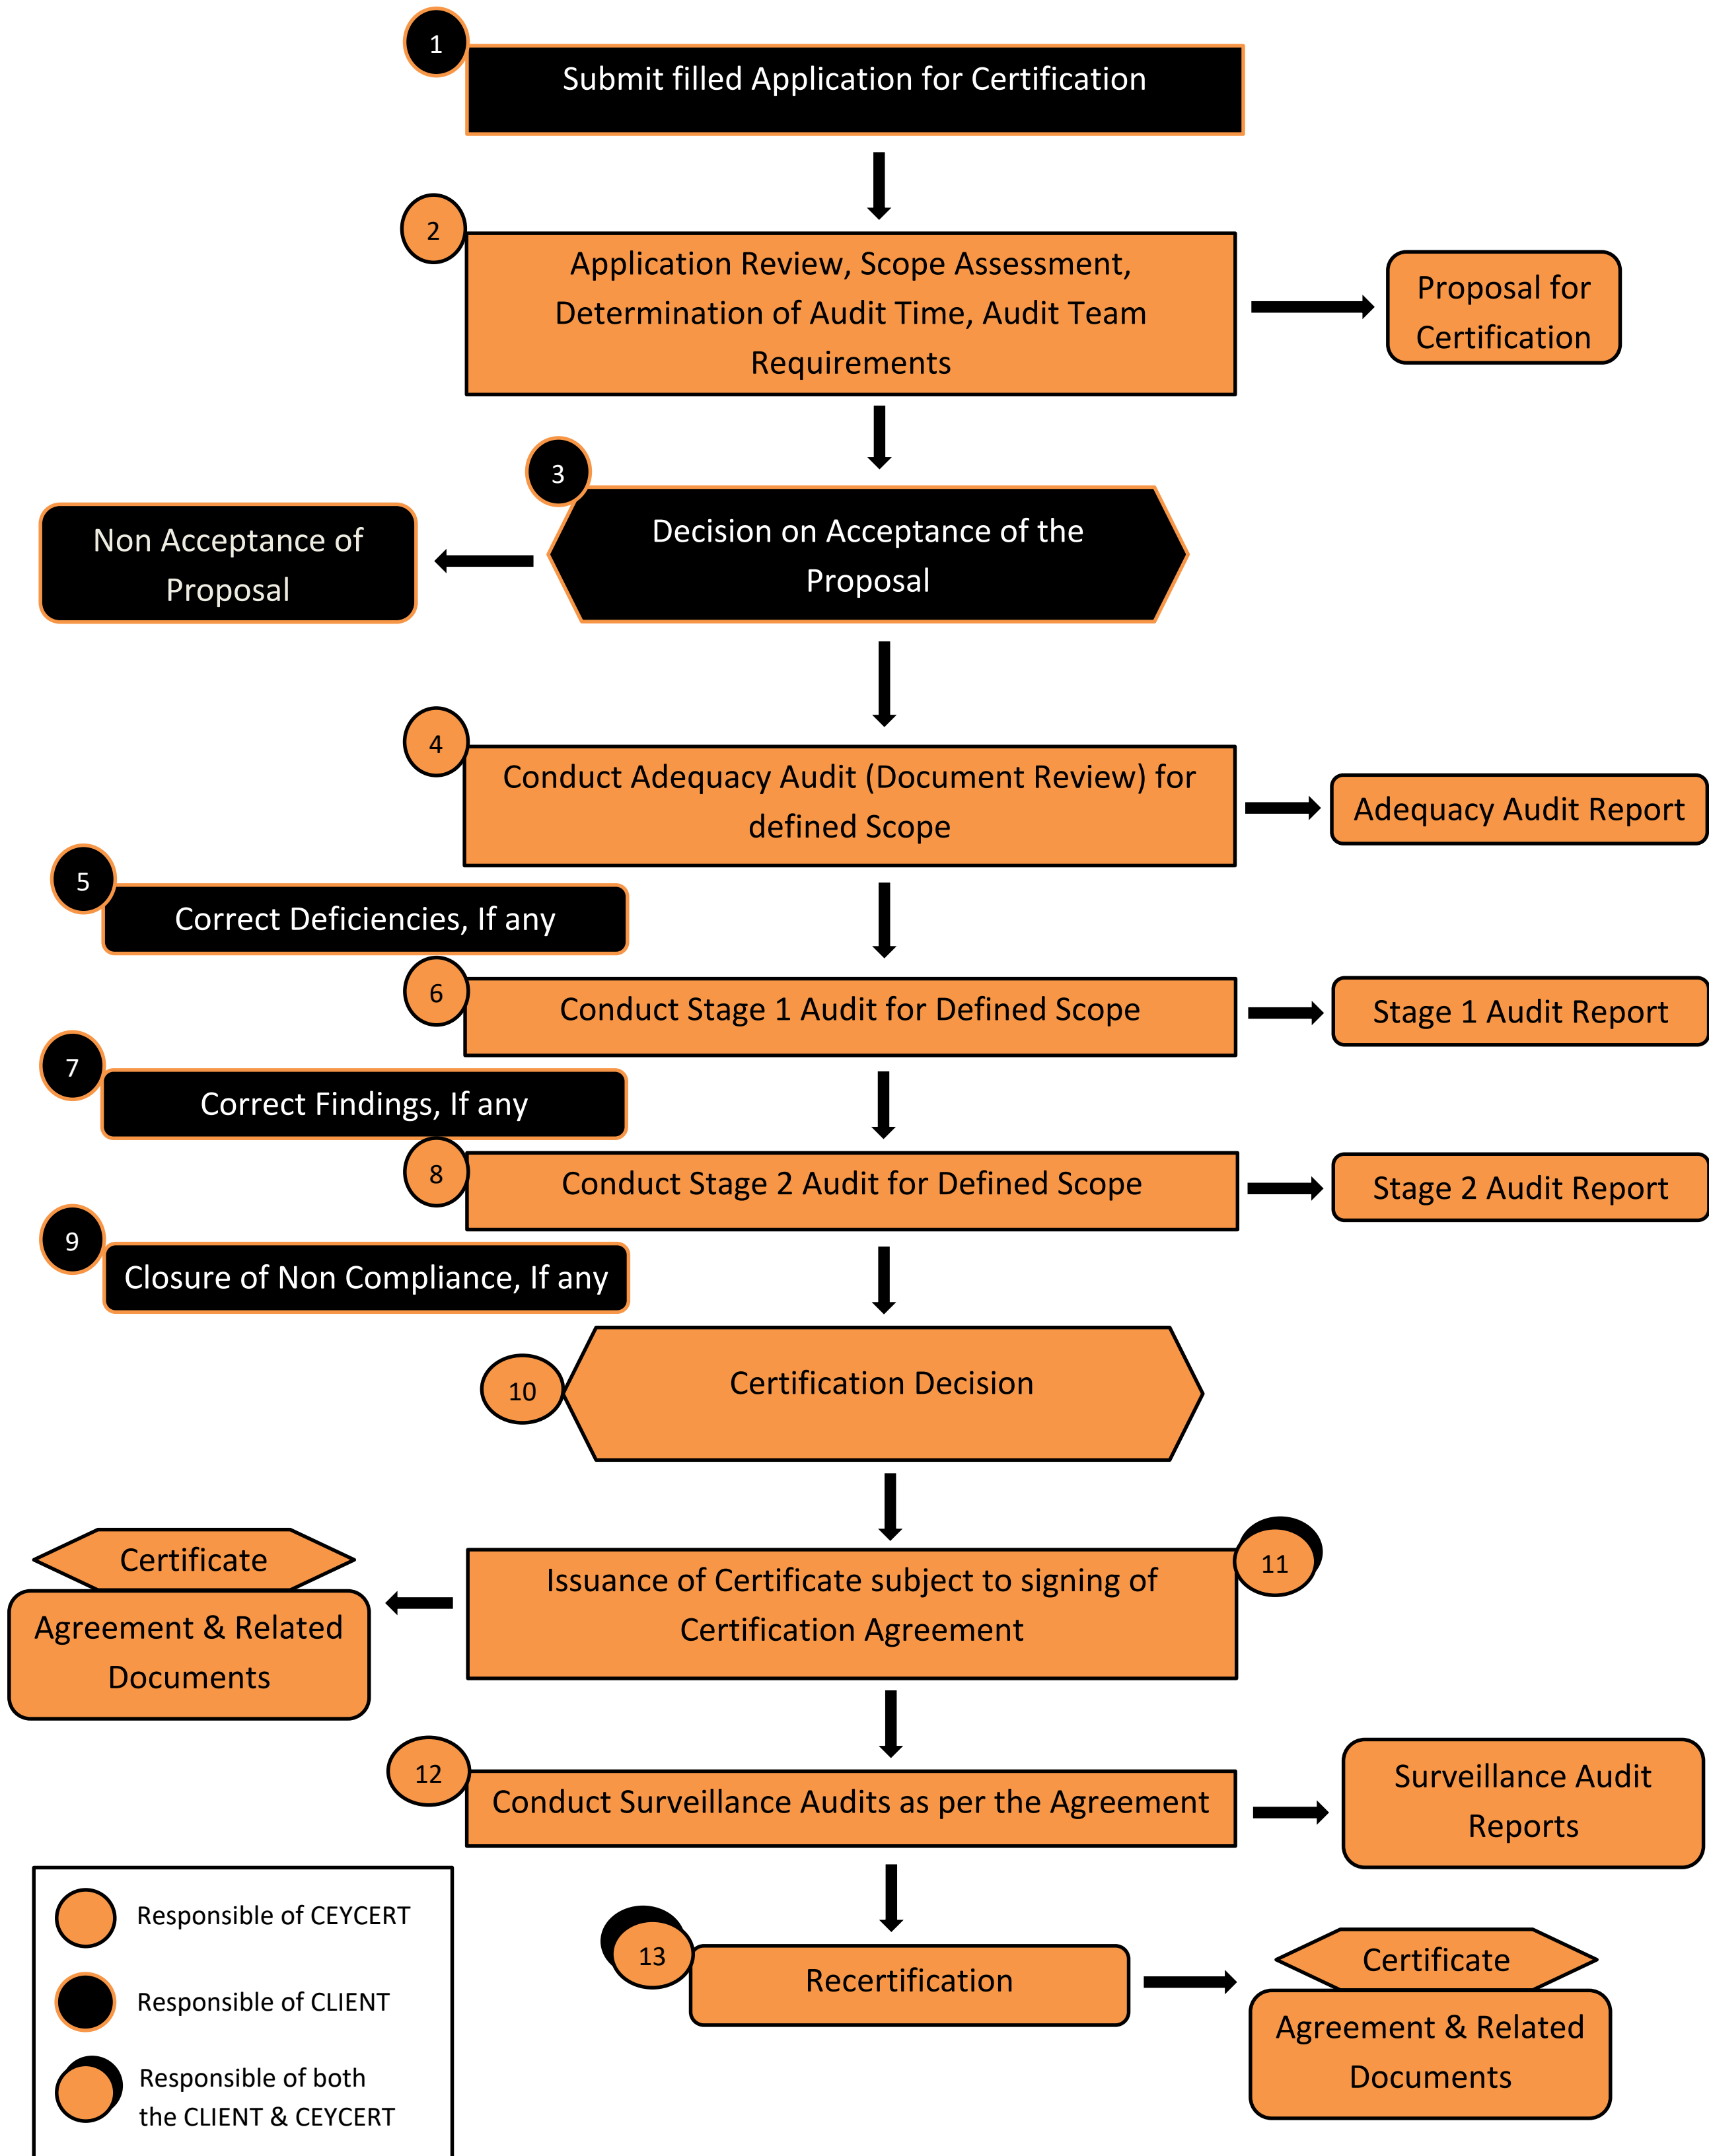 1
Submit filled Application for Certification
2
Application Review, Scope Assessment,
Determination of Audit Time, Audit Team
Requirements
Proposal for
Certification
3
Decision on Acceptance of the
Proposal
Non Acceptance of
Proposal
4
Conduct Adequacy Audit (Document Review) for
defined Scope
Adequacy Audit Report
5
Correct Deficiencies, If any
6
Conduct Stage 1 Audit for Defined Scope
Stage 1 Audit Report
7
Correct Findings, If any
8
Conduct Stage 2 Audit for Defined Scope
Stage 2 Audit Report
9
Closure of Non Compliance, If any
10
Certification Decision
11
Issuance of Certificate subject to signing of
Certification Agreement
Certificate
Agreement & Related
Documents
12
Conduct Surveillance Audits as per the Agreement
Surveillance Audit
Reports
13
Recertification
Certificate
Agreement & Related
Documents
Responsible of CEYCERT
Responsible of CLIENT
Responsible of both
the CLIENT & CEYCERT